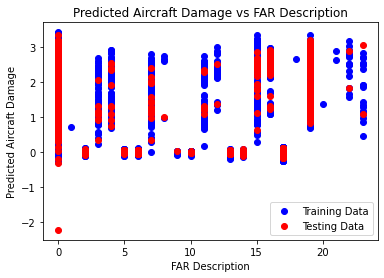 Predicted Aircraft Damage vs FAR Description
Predicted Aircraft Damage
3
2
1
0
−1
−2
0
5
10
15
20
FAR Description
Training Data
Testing Data